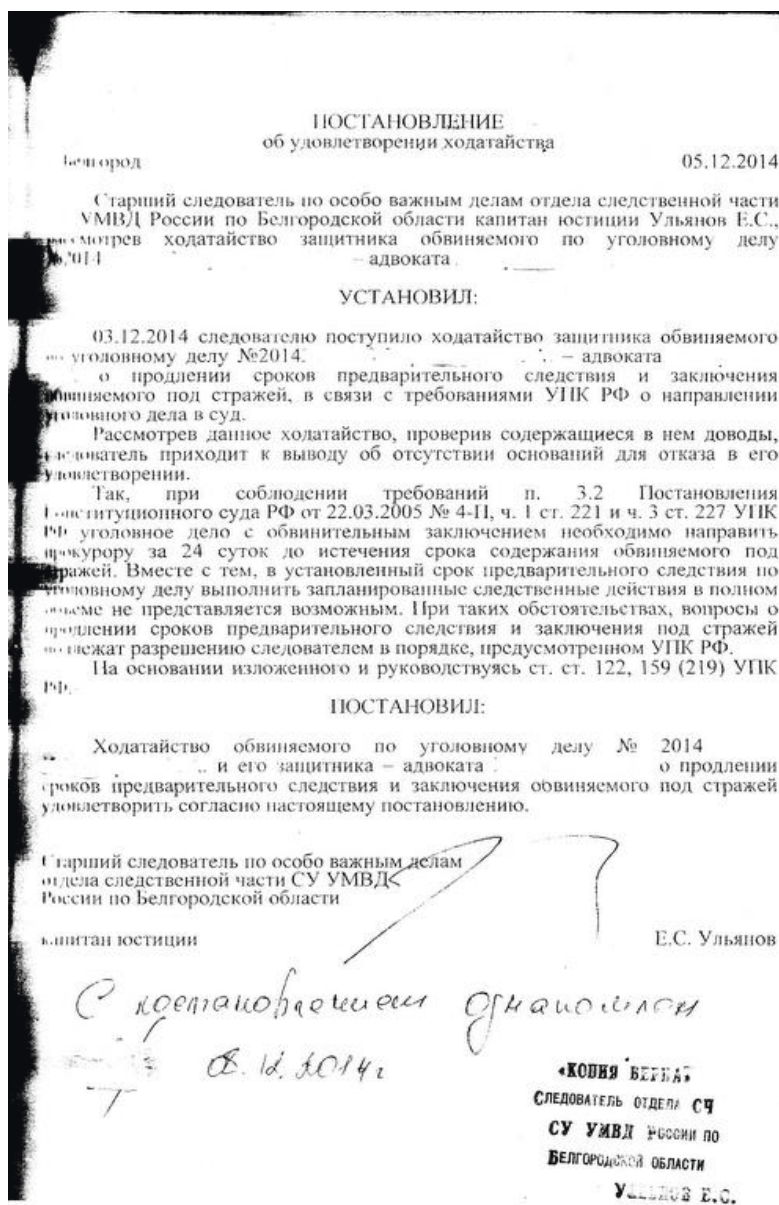 ПОСТАНОВЛЕНИЕ
об удовлетворении ходатайства
05.12.2014
Старший следователь по особо важным делам отдела следственной части
УМВД России по Белгородской области капитан юстиции Ульянов Е.С.,
ходатайство защитника обвиняемого по уголовному делу
2014 – адвоката
УСТАНОВИЛ:
03.12.2014 следователю поступило ходатайство защитника обвиняемого
по уголовному делу №2014. – адвоката
о продлении сроков предварительного следствия и заключения
обвиняемого под стражей, в связи с требованиями УПК РФ о направлении
уголовного дела в суд.
Рассмотрев данное ходатайство, проверив содержащиеся в нем доводы,
следователь приходит к выводу об отсутствии оснований для отказа в его
удовлетворении.
Так, при соблюдении требований п. 3.2 Постановления
Конституционного суда РФ от 22.03.2005 № 4-П, ч. 1 ст. 221 и ч. 3 ст. 227 УПК
РФ уголовное дело с обвинительным заключением необходимо направить
прокурору за 24 суток до истечения срока содержания обвиняемого под
стражей. Вместе с тем, в установленный срок предварительного следствия по
уголовному делу выполнить запланированные следственные действия в полном
объеме не представляется возможным. При таких обстоятельствах, вопросы о
продлении сроков предварительного следствия и заключения под стражей
подлежат разрешению следователем в порядке, предусмотренном УПК РФ.
На основании изложенного и руководствуясь ст. ст. 122, 159 (219) УПК
РФ,
ПОСТАНОВИЛ:
Ходатайство обвиняемого по уголовному делу № 2014
и его защитника – адвоката о продлении
сроков предварительного следствия и заключения обвиняемого под стражей
удовлетворить согласно настоящему постановлению.
Старший следователь по особо важным делам
отдела следственной части СУ УМВД
России по Белгородской области
капитан юстиции Е.С. Ульянов
С постановлением ознакомлен
12.2014г
«КОПИЯ ВЕРНА»
СЛЕДОВАТЕЛЬ ОТДЕЛА СЧ
СУ УМВД РОССИИ ПО
БЕЛГОРОДСКОЙ ОБЛАСТИ
УЛЬЯНОВ Е.С.